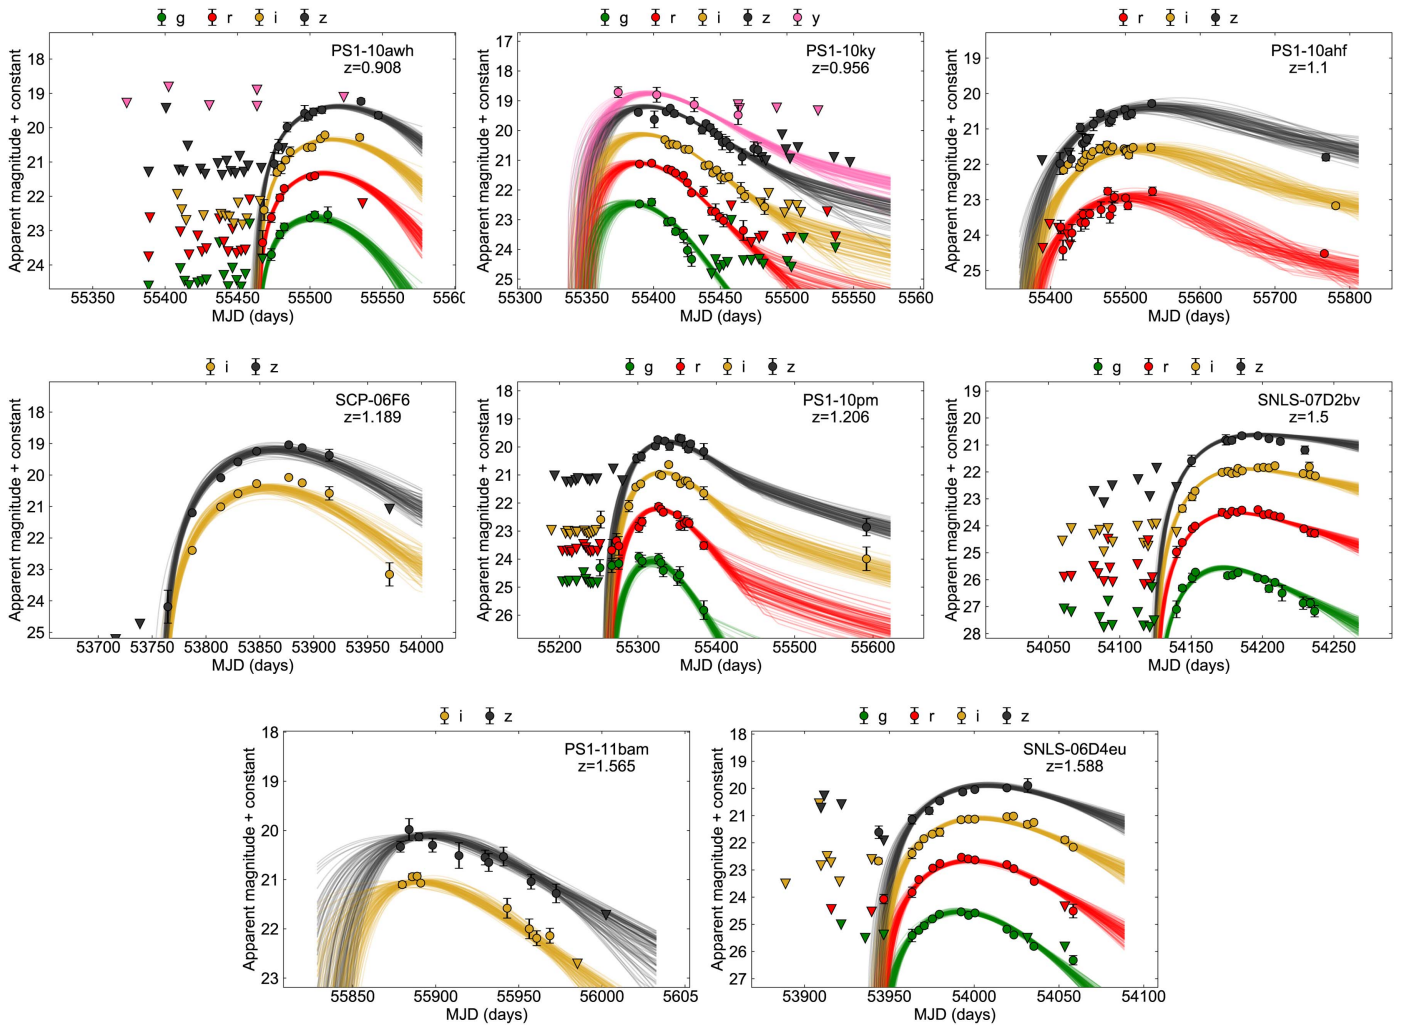 g r i z
PS1-10awh
z=0.908
Apparent magnitude + constant
18
19
20
21
22
23
24
55350 55400 55450 55500 55550 5560
MJD (days)
g r i z y
PS1-10ky
z=0.956
Apparent magnitude + constant
17
18
19
20
21
22
23
24
25
55300 55350 55400 55450 55500 55550 5560
MJD (days)
r i z
PS1-10ahf
z=1.1
Apparent magnitude + constant
19
20
21
22
23
24
25
55400 55500 55600 55700 55800
MJD (days)
i z
SCP-06F6
z=1.189
Apparent magnitude + constant
18
19
20
21
22
23
24
25
53700 53750 53800 53850 53900 53950 54000
MJD (days)
g r i z
PS1-10pm
z=1.206
Apparent magnitude + constant
18
19
20
21
22
23
24
25
26
55200 55300 55400 55500 55600
MJD (days)
g r i z
SNLS-07D2bv
z=1.5
Apparent magnitude + constant
20
21
22
23
24
25
26
27
28
54050 54100 54150 54200 54250
MJD (days)
i z
PS1-11bam
z=1.565
Apparent magnitude + constant
18
19
20
21
22
23
55850 55900 55950 56000 5605
MJD (days)
g r i z
SNLS-06D4eu
z=1.588
Apparent magnitude + constant
18
19
20
21
22
23
24
25
26
27
53900 53950 54000 54050 54100
MJD (days)